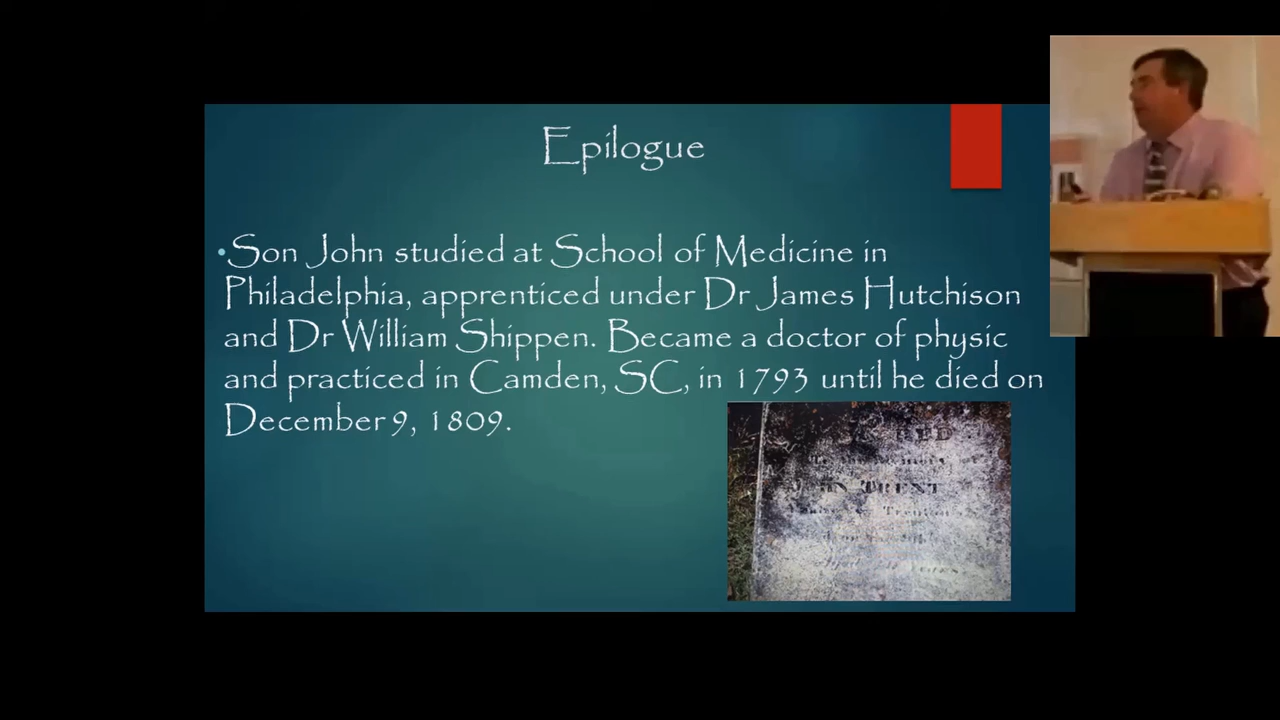 Epilogue
•Son John studied at School of Medicine in
Philadelphia, apprenticed under Dr James Hutchison
and Dr William Shippen. Became a doctor of physic
and practiced in Camden, SC, in 1793 until he died on
December 9, 1809.
TRENT